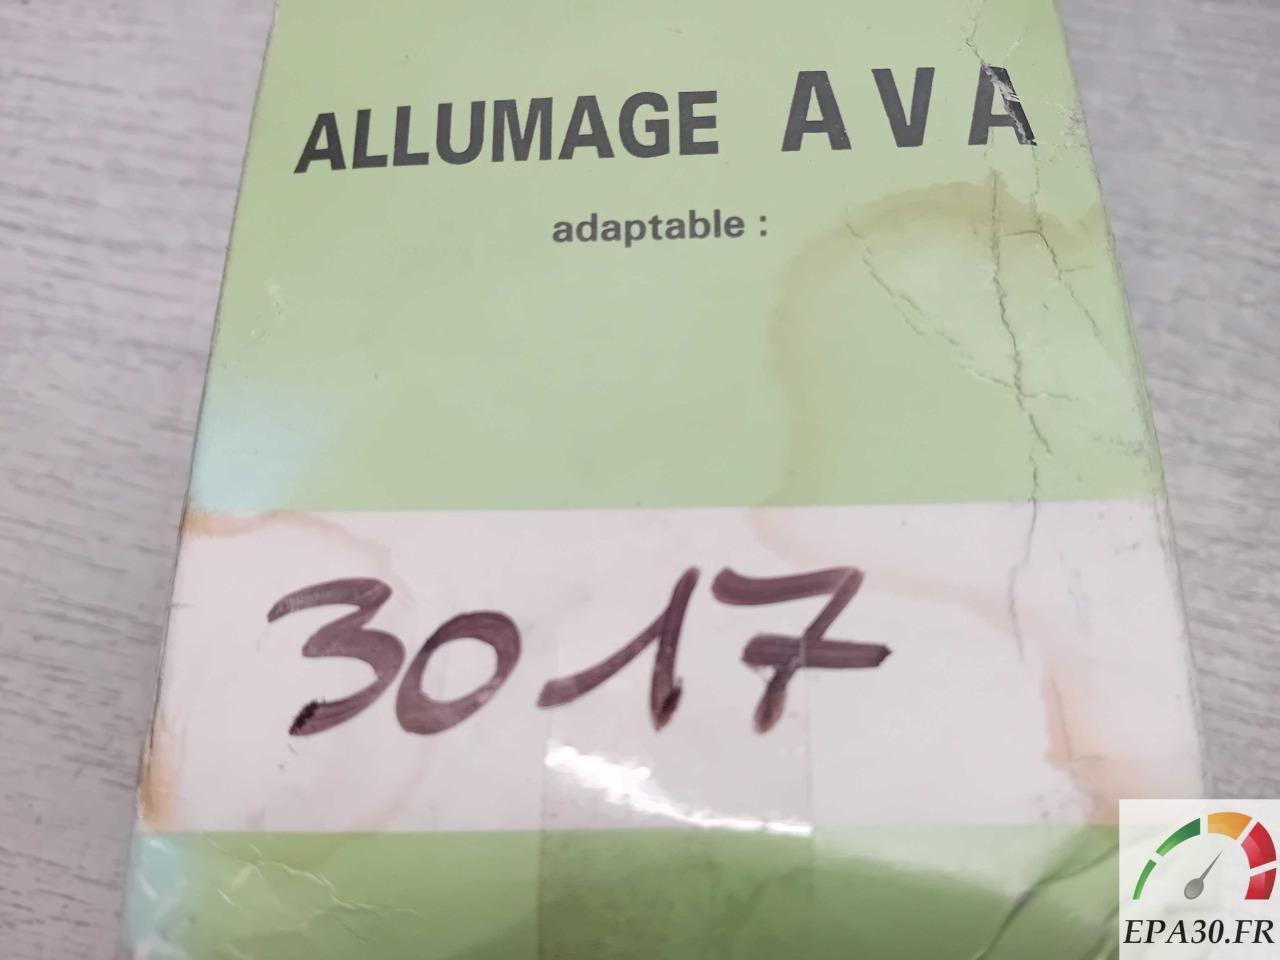 ALLUMAGE AVA
adaptable :
3017
EPA30.FR